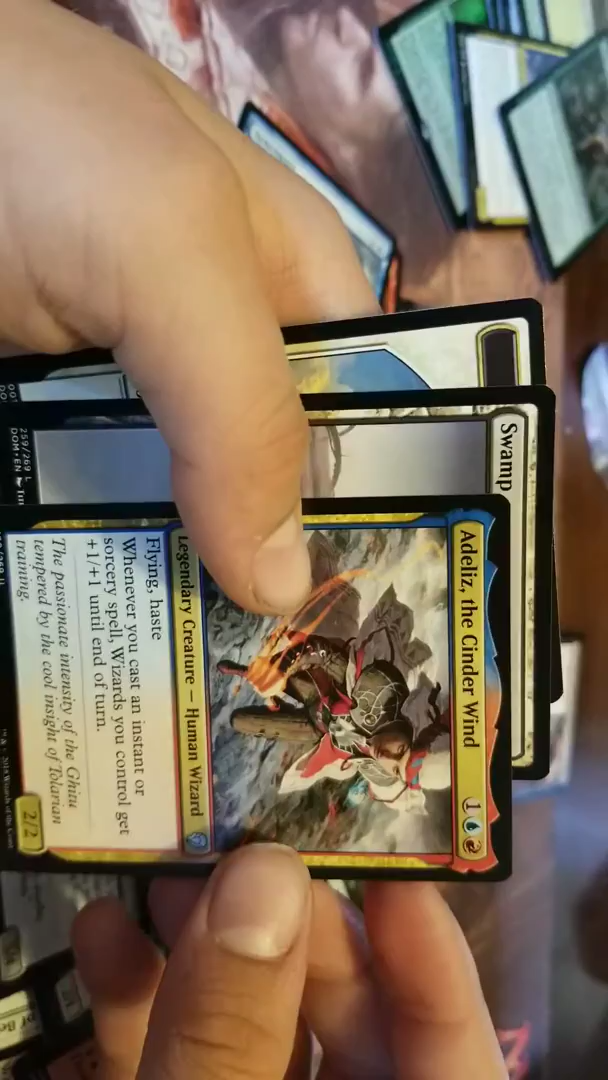 Adeliz, the Cinder Wind
1
Legendary Creature — Human Wizard
Flying, haste
Whenever you cast an instant or
sorcery spell, Wizards you control get
+1/+1 until end of turn.
The passionate intensity of the Ghitu
tempered by the cool insight of Tolarian
training.
2/2
Swamp
259/269 L
DOM • EN